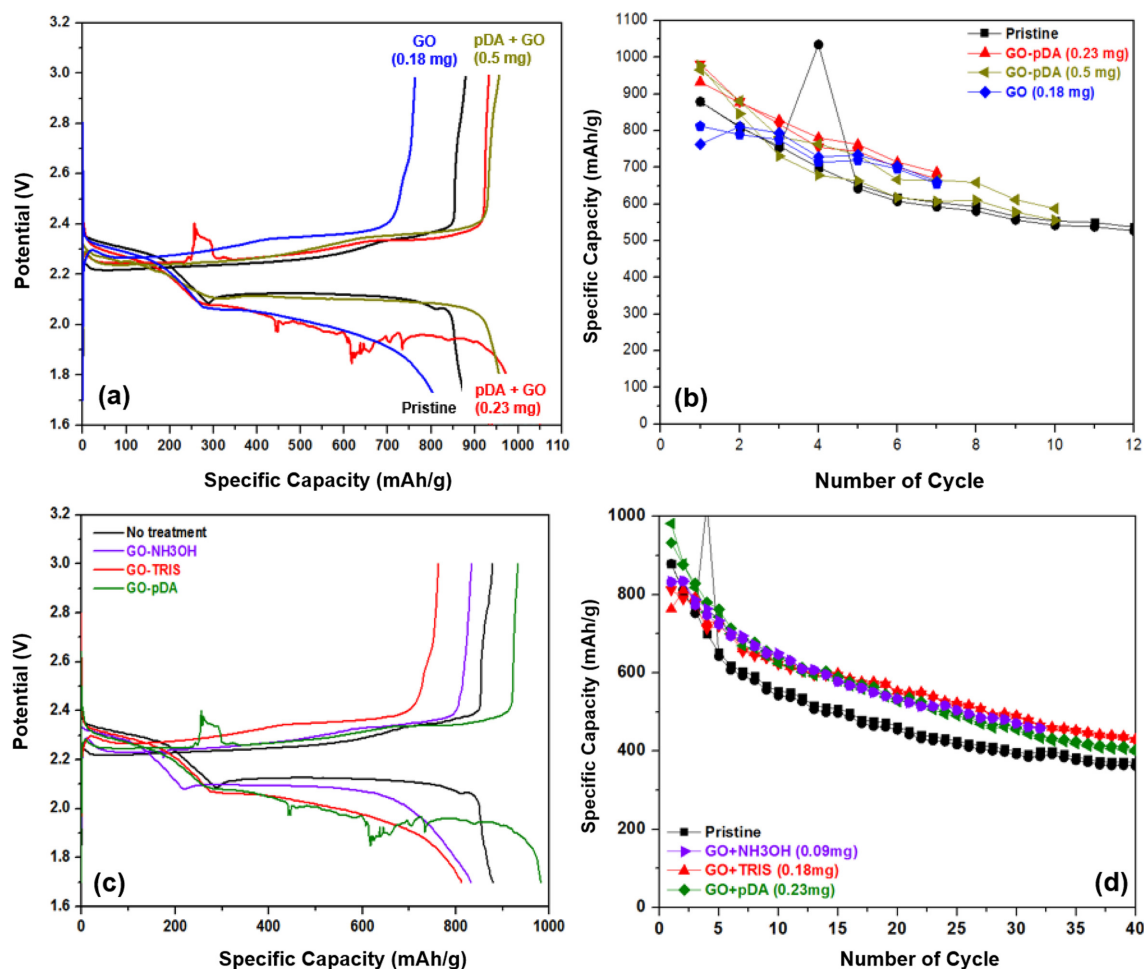 3.2
3.0
2.8
2.6
2.4
2.2
2.0
1.8
1.6
Potential (V)
GO
(0.18 mg)
pDA + GO
(0.5 mg)
(a)
Pristine
pDA + GO
(0.23 mg)
0 100 200 300 400 500 600 700 800 900 1000 110
Specific Capacity (mAh/g)
1100
1000
900
800
700
600
500
400
300
200
100
0
Specific Capacity (mAh/g)
Pristine
GO-pDA (0.23 mg)
GO-pDA (0.5 mg)
GO (0.18 mg)
(b)
0 2 4 6 8 10 12
Number of Cycle
3.2
3.0
2.8
2.6
2.4
2.2
2.0
1.8
1.6
Potential (V)
No treatment
GO-NH3OH
GO-TRIS
GO-pDA
(c)
0 200 400 600 800 1000
Specific Capacity (mAh/g)
1000
800
600
400
200
0
Specific Capacity (mAh/g)
Pristine
GO+NH3OH (0.09mg)
GO+TRIS (0.18mg)
GO+pDA (0.23mg)
(d)
0 5 10 15 20 25 30 35 40
Number of Cycle